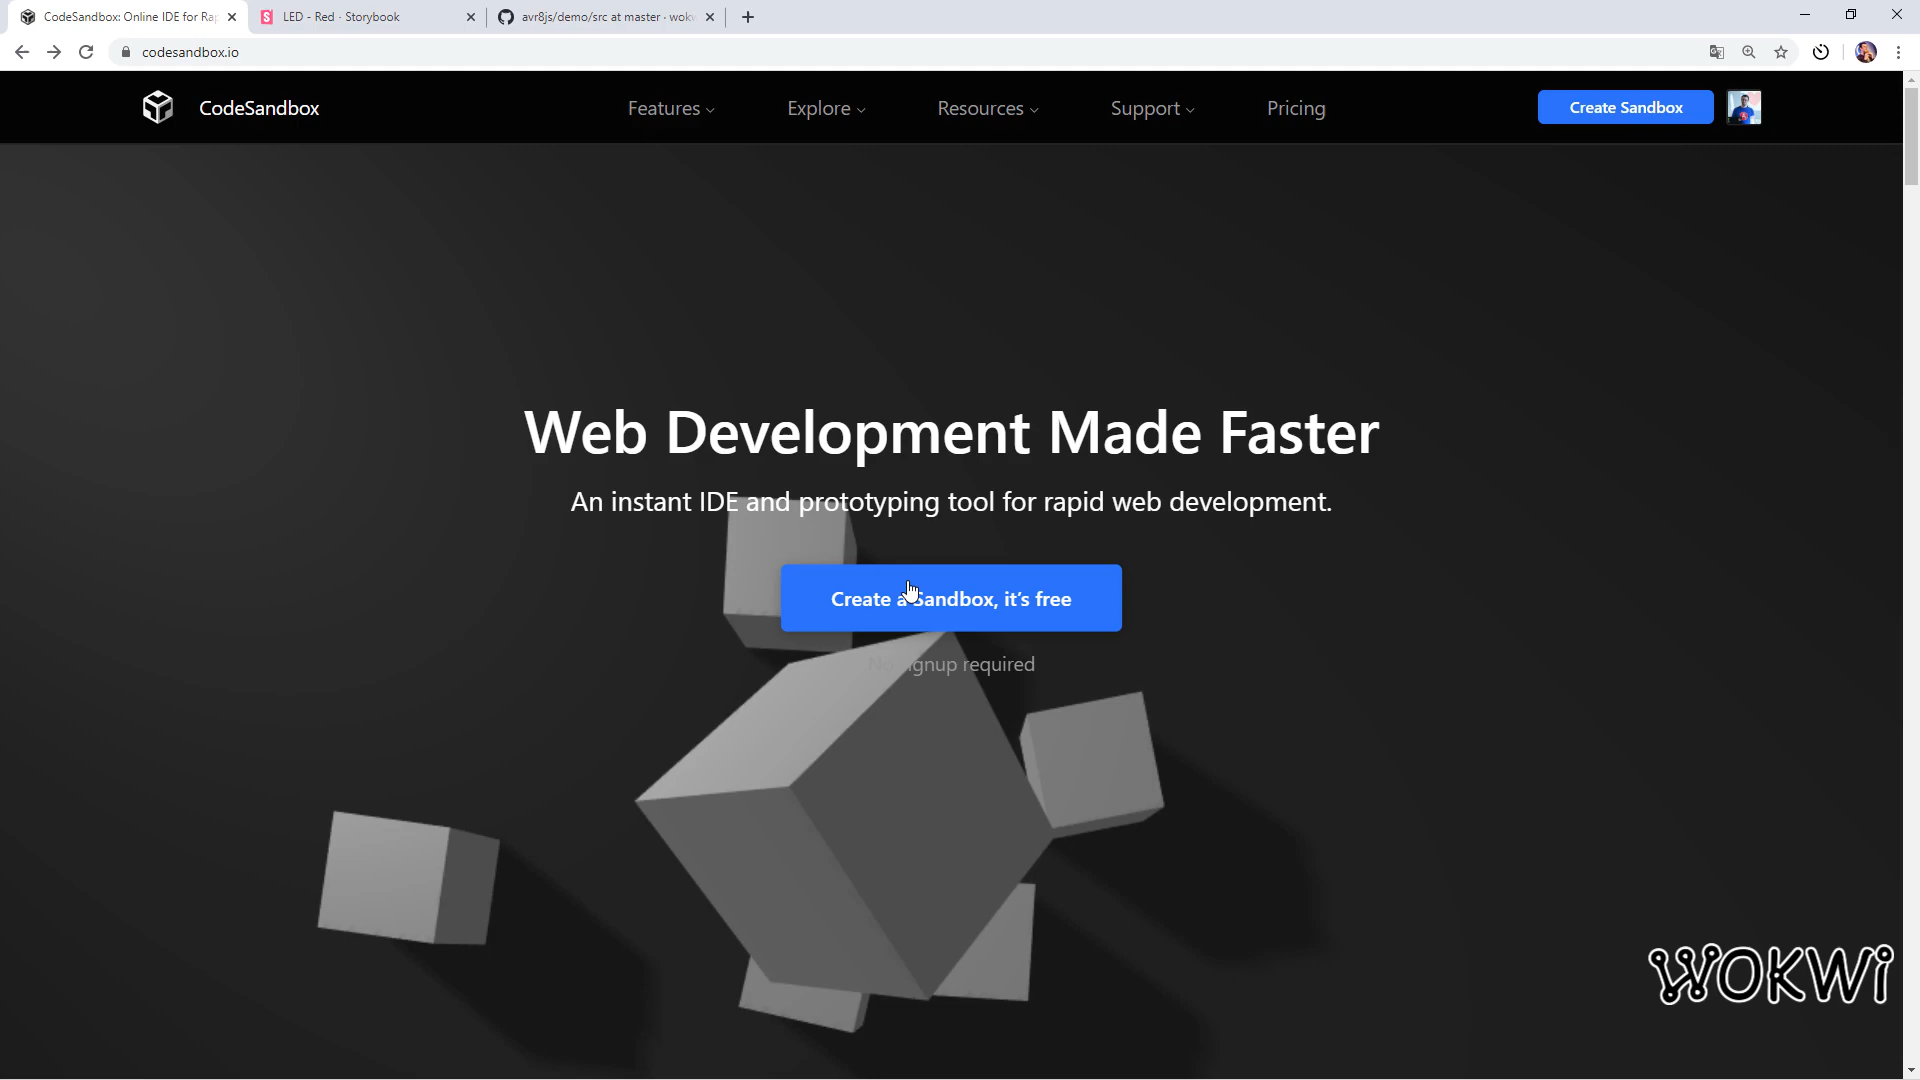 CodeSandbox: Online IDE for Ra
LED - Red · Storybook
avr8js/demo/src at master · wokw
codesandbox.io
CodeSandbox
Features
Explore
Resources
Support
Pricing
Create Sandbox
Web Development Made Faster
An instant IDE and prototyping tool for rapid web development.
Create a Sandbox, it's free
No signup required
WOKWi